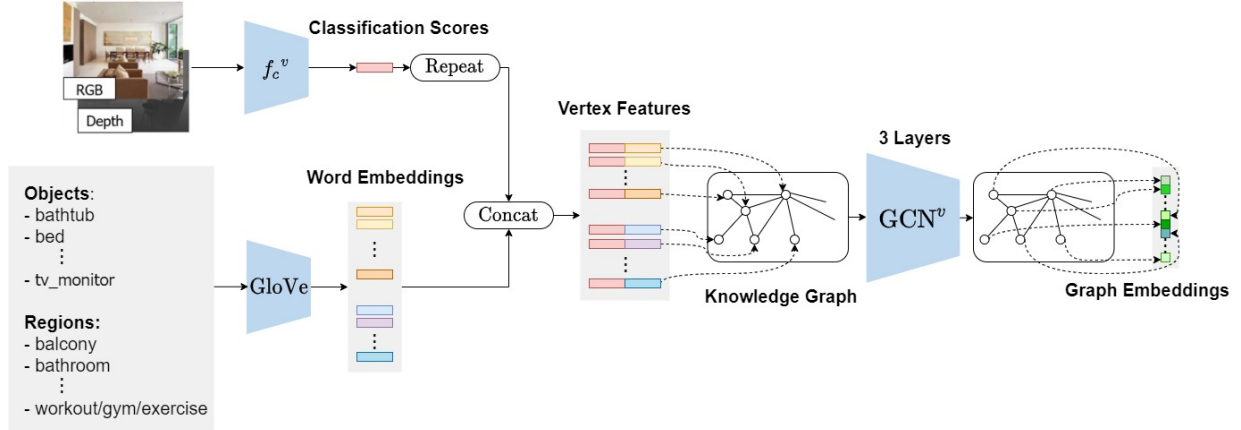 RGB
Depth
f_c^v
Classification Scores
Repeat
Objects:
- bathtub
- bed
⋮
- tv_monitor
Regions:
- balcony
- bathroom
⋮
- workout/gym/exercise
GloVe
Word Embeddings
Concat
Vertex Features
Knowledge Graph
3 Layers
GCN^v
Graph Embeddings